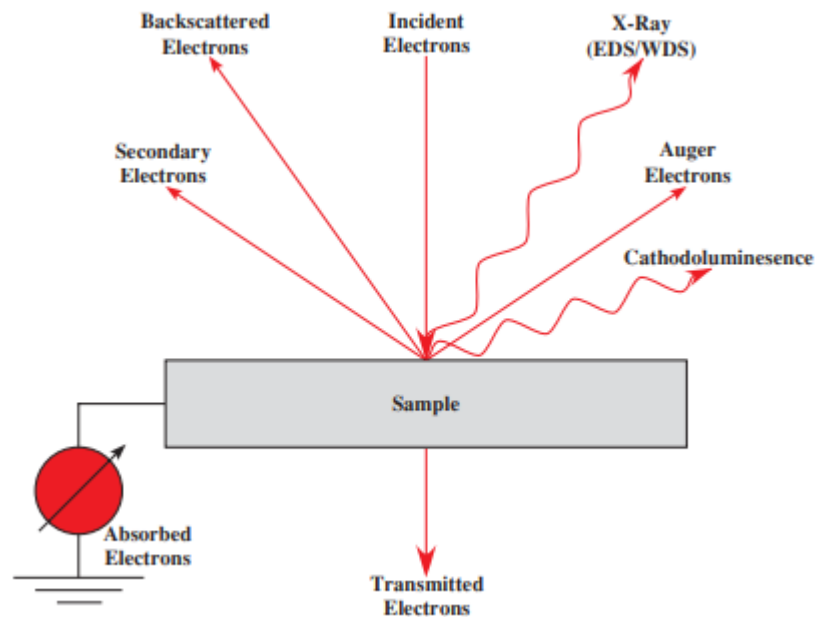 Backscattered
Electrons
Incident
Electrons
X-Ray
(EDS/WDS)
Secondary
Electrons
Auger
Electrons
Cathodoluminesence
Sample
Absorbed
Electrons
Transmitted
Electrons